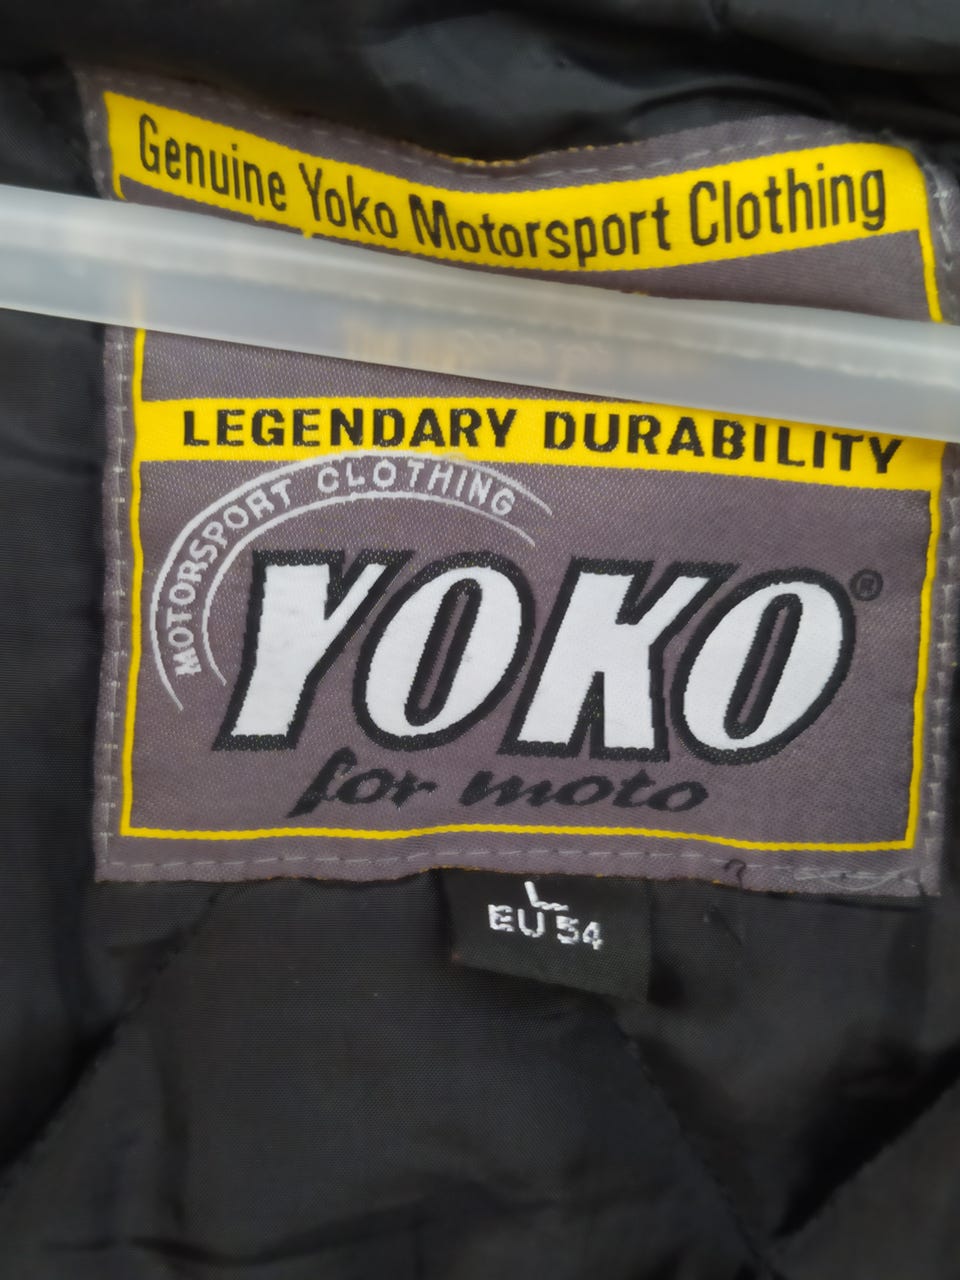 Genuine Yoko Motorsport Clothing
LEGENDARY DURABILITY
MOTORSPORT CLOTHING
YOKO®
for moto
L
EU 54